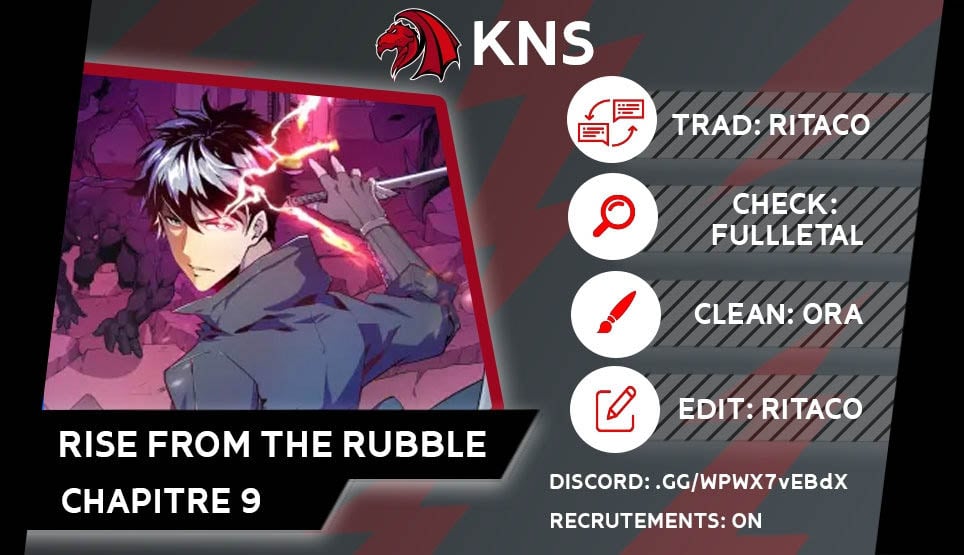 KNS
TRAD: RITACO
CHECK:
FULLLETAL
CLEAN: ORA
EDIT: RITACO
RISE FROM THE RUBBLE
CHAPITRE 9
DISCORD: .GG/WPWX7vEBdX
RECRUTEMENTS: ON